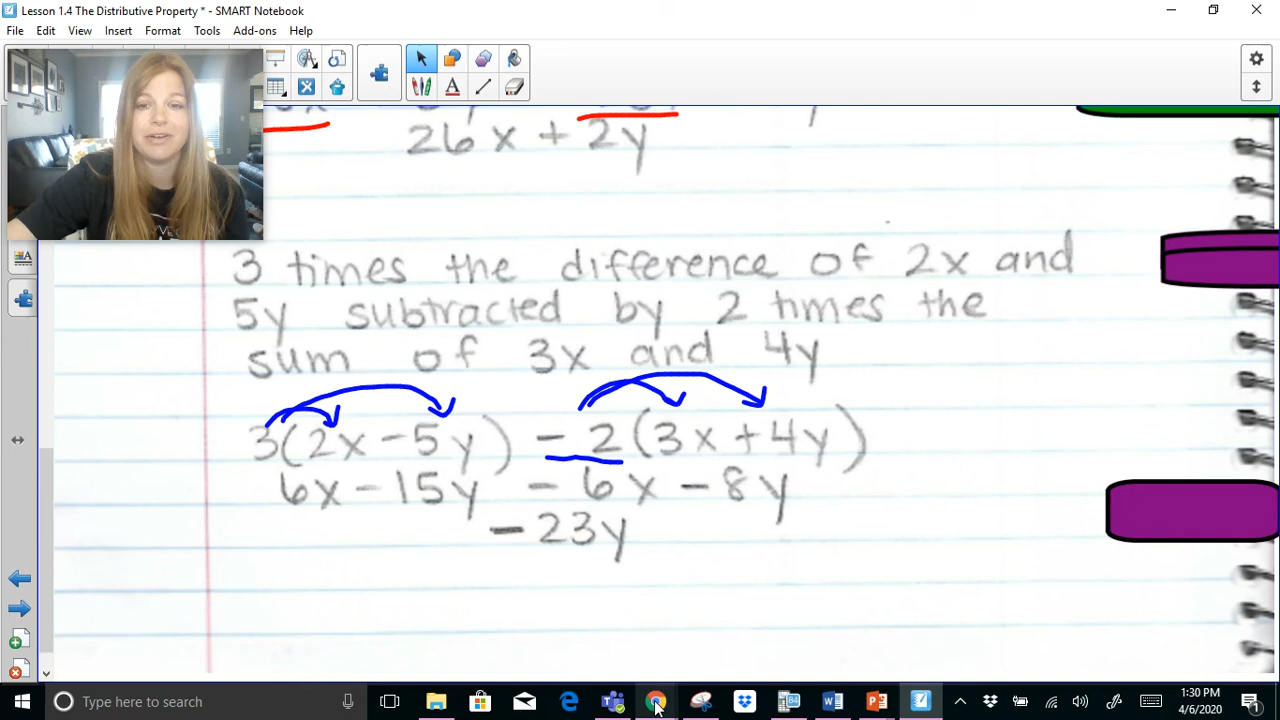 Lesson 1.4 The Distributive Property * - SMART Notebook
File Edit View Insert Format Tools Add-ons Help
26x + 2y
3 times the difference of 2x and
5y subtracted by 2 times the
sum of 3x and 4y
3(2x - 5y) - 2(3x + 4y)
6x - 15y - 6x - 8y
- 23y
Type here to search
1:30 PM
4/6/2020